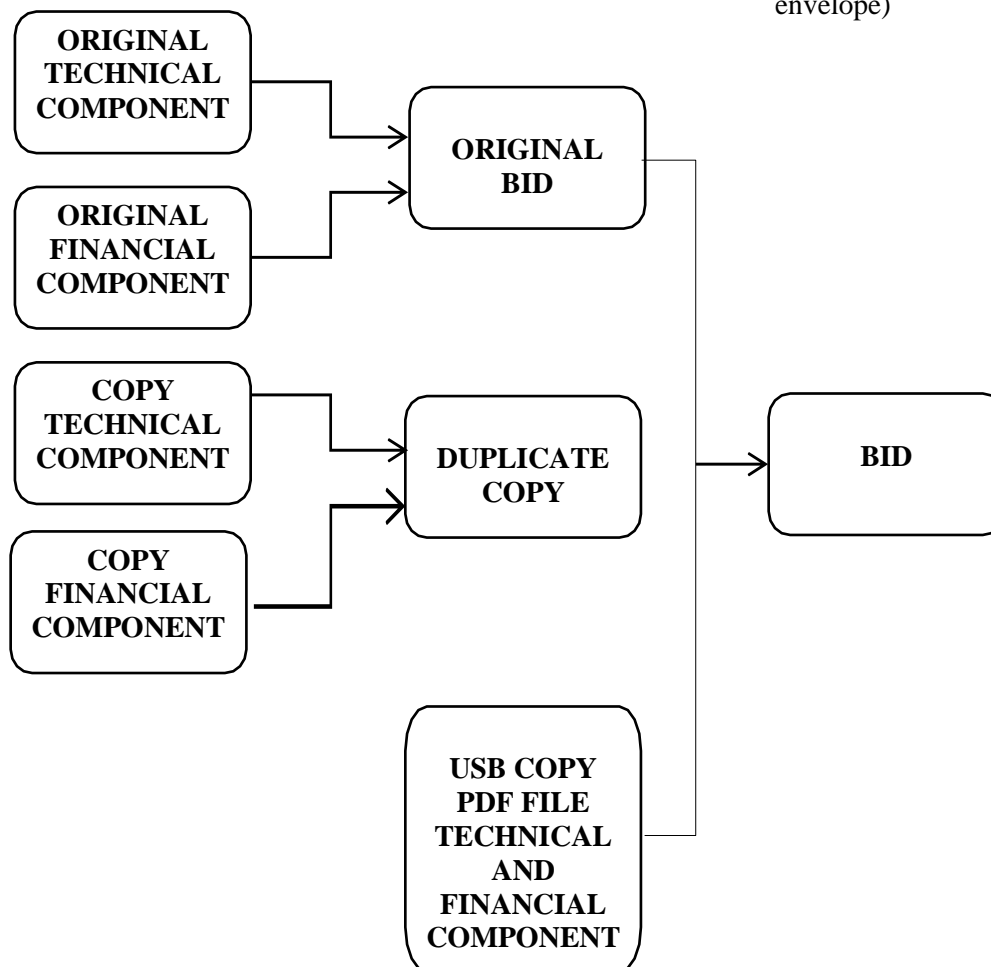 envelope)
ORIGINAL
TECHNICAL
COMPONENT
ORIGINAL
BID
ORIGINAL
FINANCIAL
COMPONENT
COPY
TECHNICAL
COMPONENT
DUPLICATE
COPY
BID
COPY
FINANCIAL
COMPONENT
USB COPY
PDF FILE
TECHNICAL
AND
FINANCIAL
COMPONENT